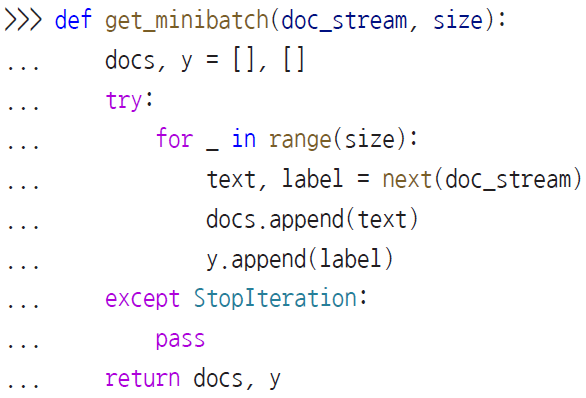 >>> def get_minibatch(doc_stream, size):
...     docs, y = [], []
...     try:
...         for _ in range(size):
...             text, label = next(doc_stream)
...             docs.append(text)
...             y.append(label)
...     except StopIteration:
...         pass
...     return docs, y